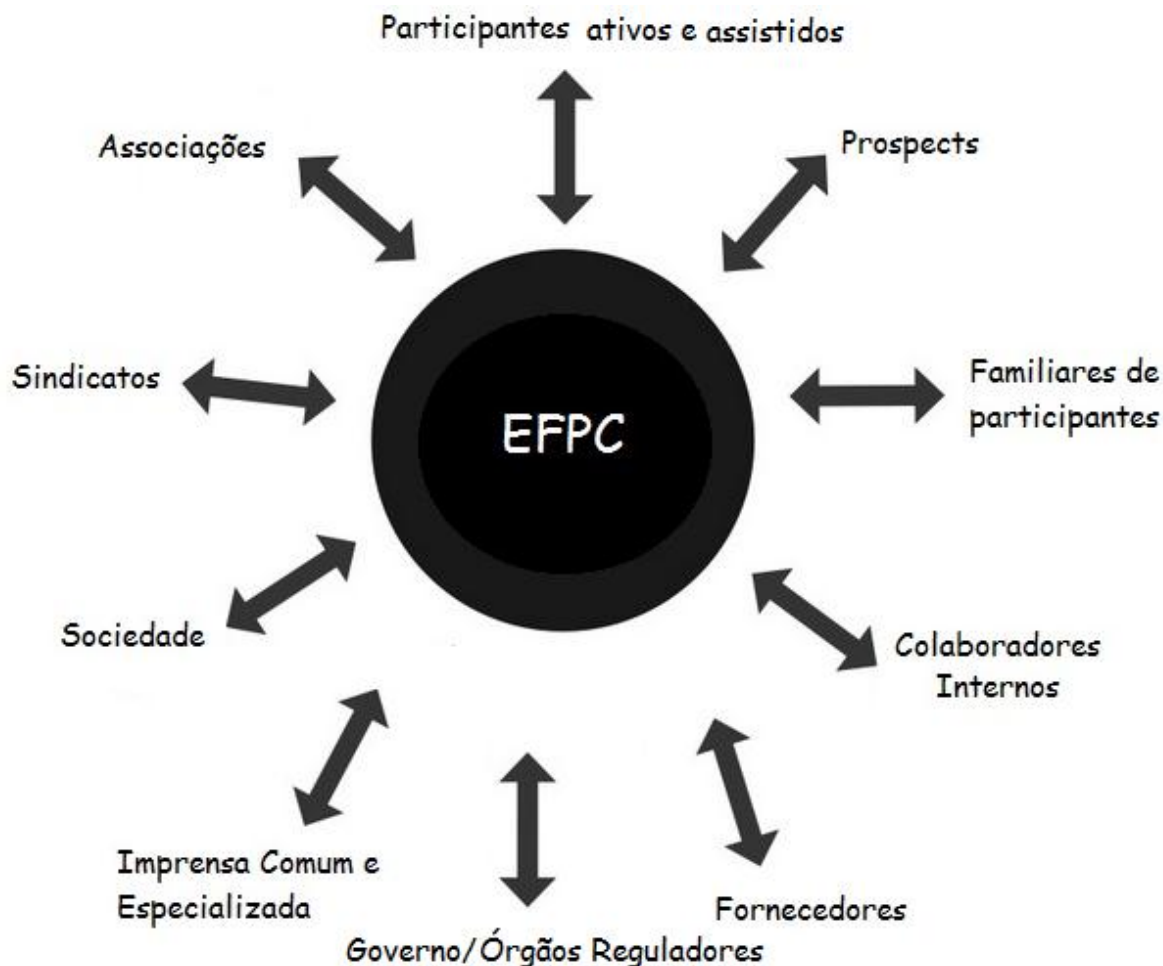 Participantes ativos e assistidos
Associações
Prospects
Sindicatos
EFPC
Familiares de
participantes
Sociedade
Colaboradores
Internos
Imprensa Comum e
Especializada
Fornecedores
Governo/Órgãos Reguladores